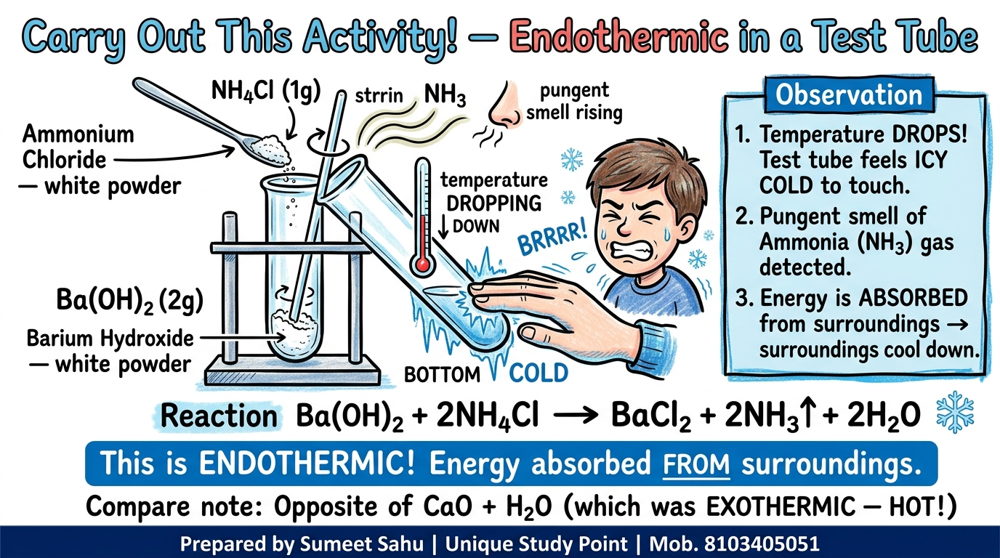 Carry Out This Activity! — Endothermic in a Test Tube
NH₄Cl (1g)
strrin
NH₃
pungent
smell rising
Ammonium
Chloride
— white powder
temperature
DROPPING
↓ DOWN
BRRRR!
Ba(OH)₂ (2g)
Barium Hydroxide
— white powder
BOTTOM
COLD
Observation
1. Temperature DROPS!
Test tube feels ICY
COLD to touch.
2. Pungent smell of
Ammonia (NH₃) gas
detected.
3. Energy is ABSORBED
from surroundings →
surroundings cool down.
Reaction Ba(OH)₂ + 2NH₄Cl → BaCl₂ + 2NH₃↑ + 2H₂O
This is ENDOTHERMIC! Energy absorbed FROM surroundings.
Compare note: Opposite of CaO + H₂O (which was EXOTHERMIC — HOT!)
Prepared by Sumeet Sahu | Unique Study Point | Mob. 8103405051